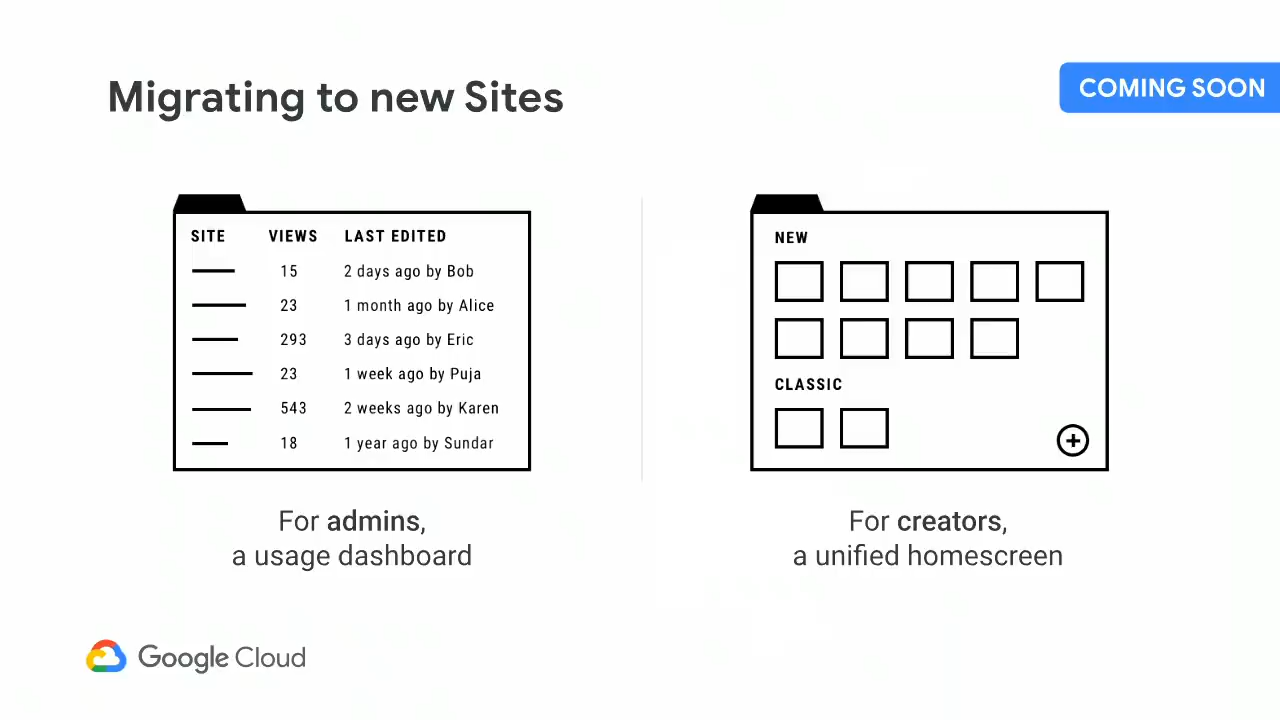 Migrating to new Sites
COMING SOON
SITE VIEWS LAST EDITED
15 2 days ago by Bob
23 1 month ago by Alice
293 3 days ago by Eric
23 1 week ago by Puja
543 2 weeks ago by Karen
18 1 year ago by Sundar
For admins,
a usage dashboard
NEW
CLASSIC
For creators,
a unified homescreen
Google Cloud